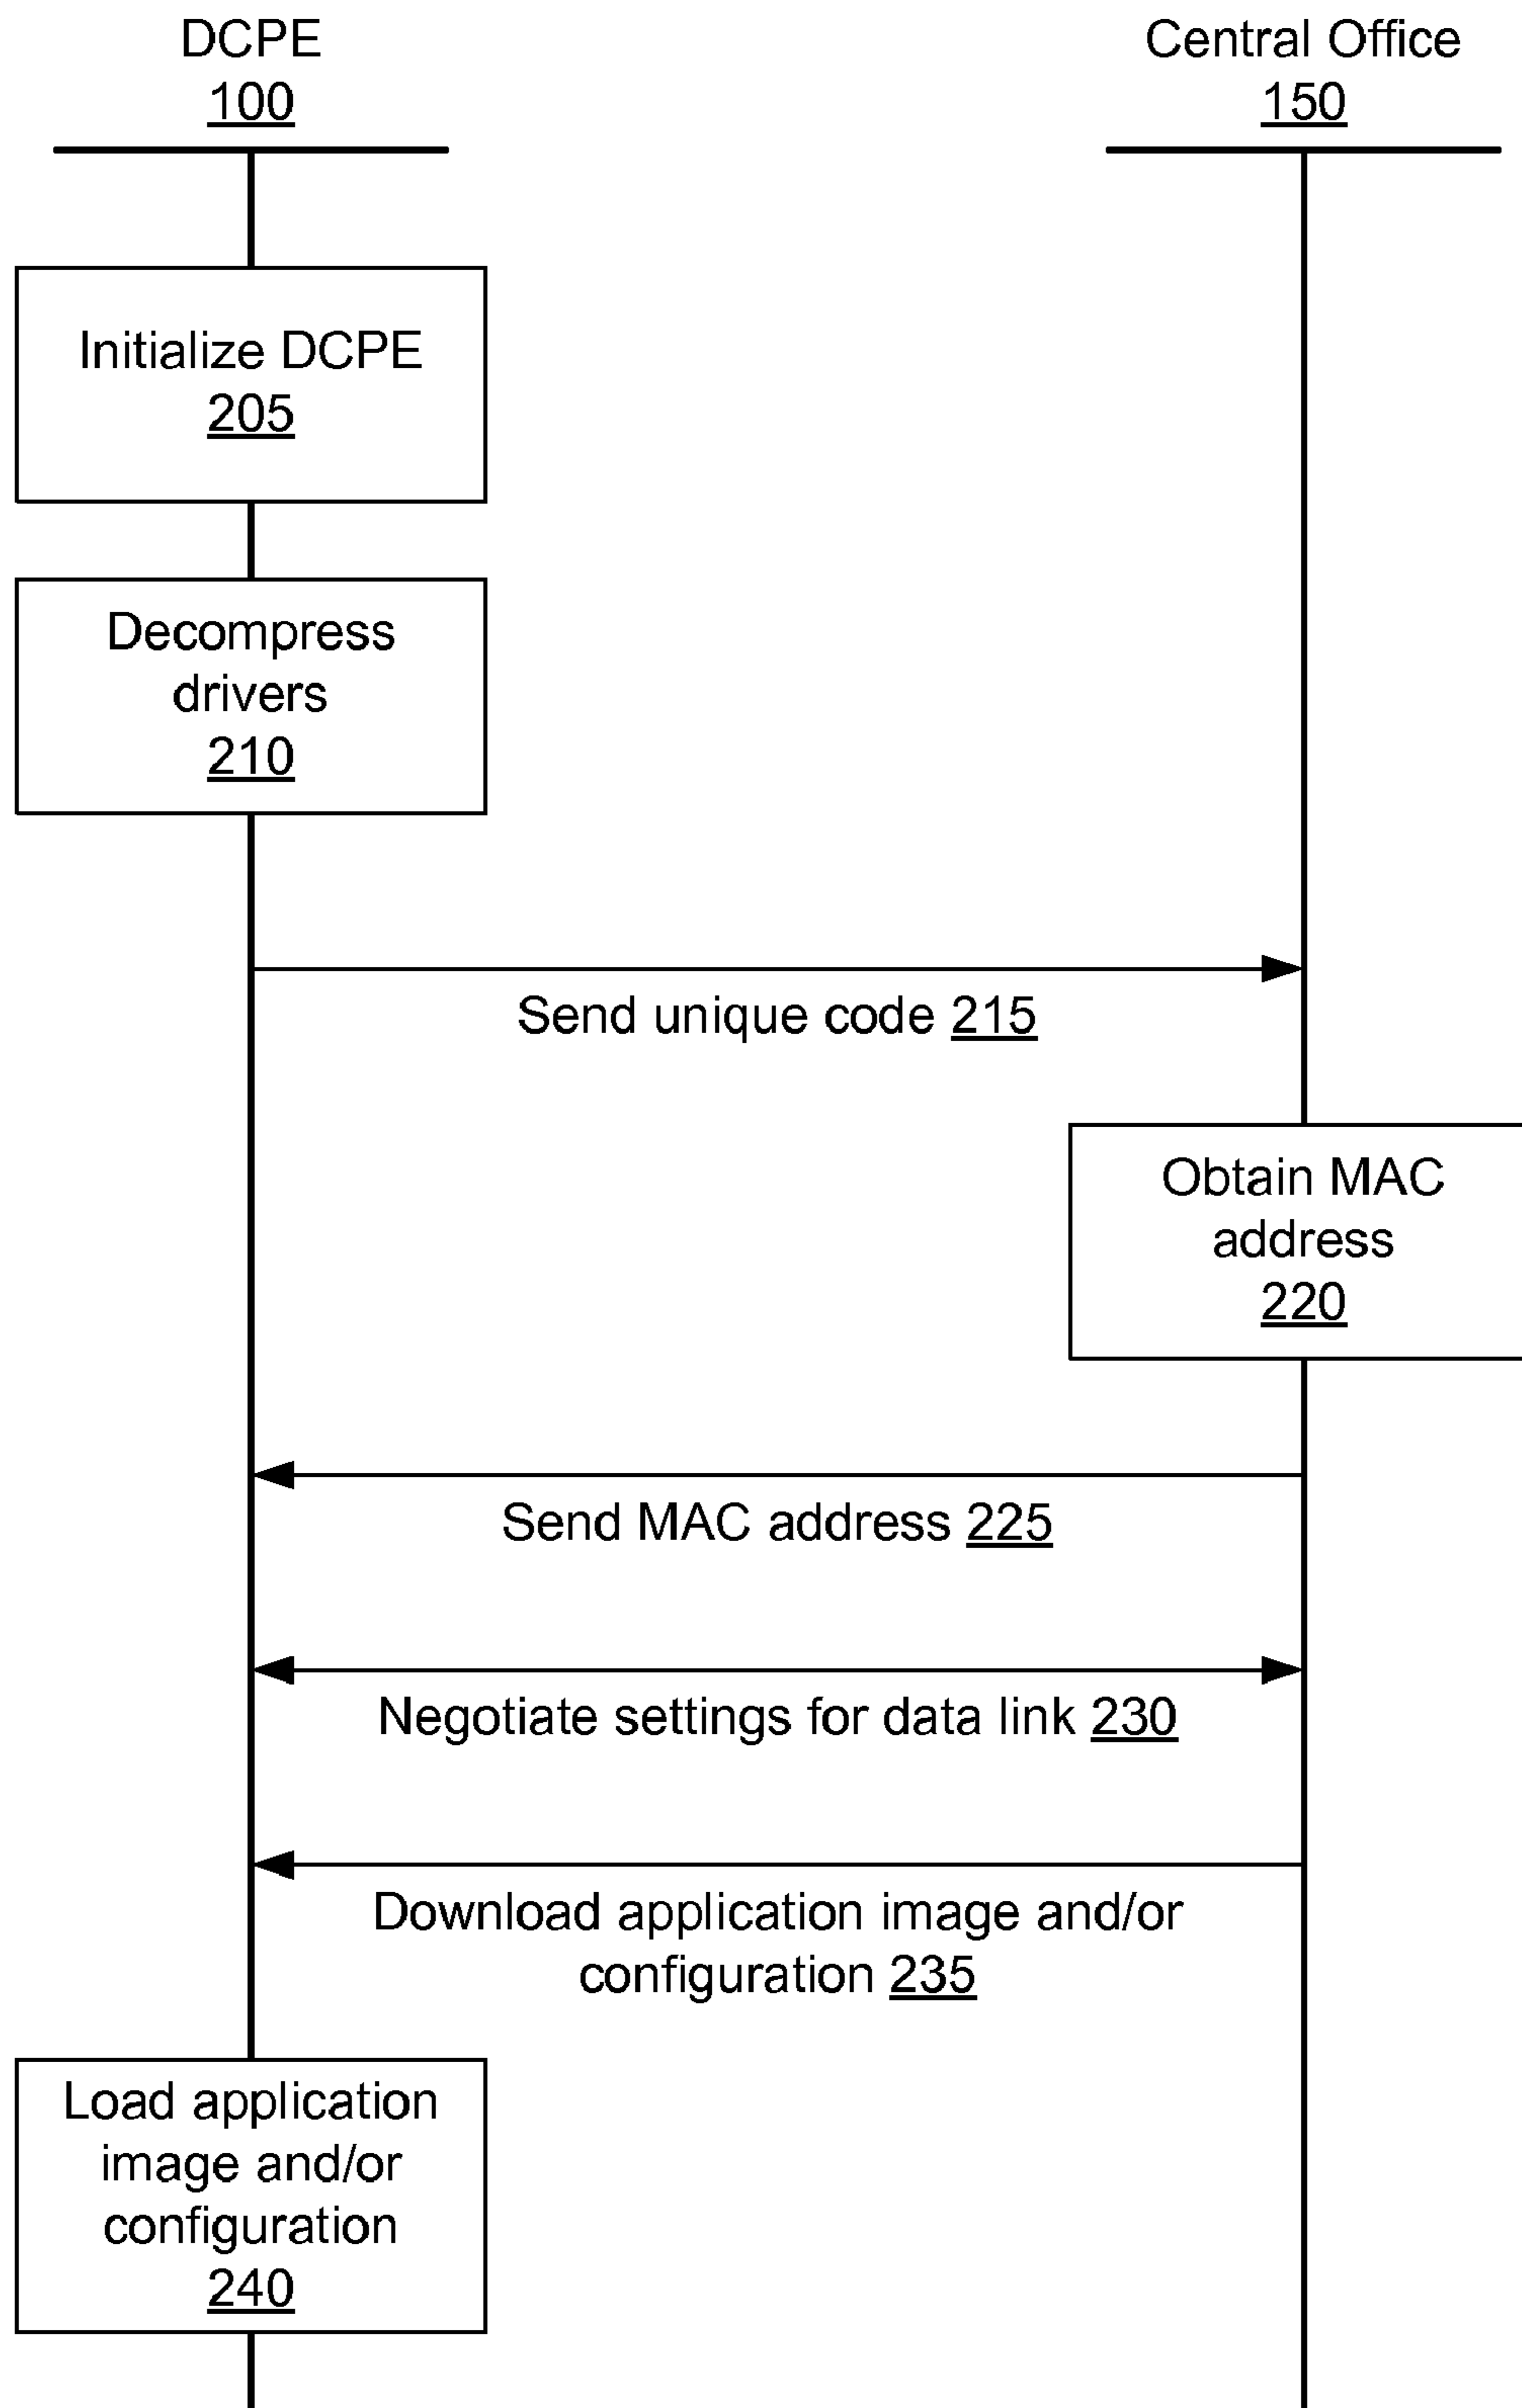 DCPE
100
Central Office
150
Initialize DCPE
205
Decompress
drivers
210
Send unique code 215
Obtain MAC
address
220
Send MAC address 225
Negotiate settings for data link 230
Download application image and/or
configuration 235
Load application
image and/or
configuration
240